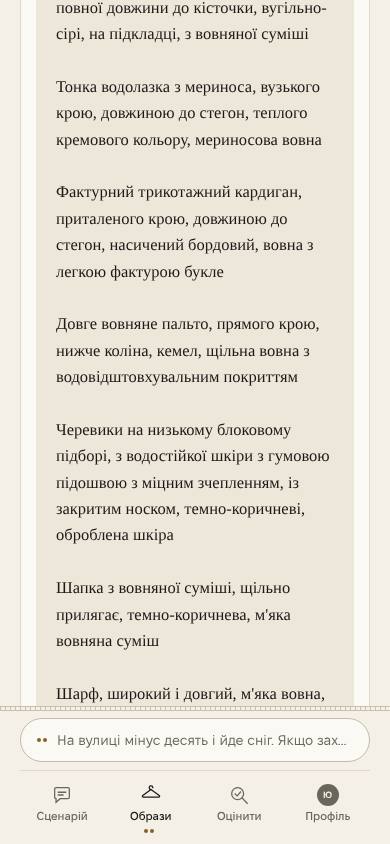 повної довжини до кісточки, вугільно-
сірі, на підкладці, з вовняної суміші
Тонка водолазка з мериноса, вузького
крою, довжиною до стегон, теплого
кремового кольору, мериносова вовна
Фактурний трикотажний кардиган,
приталеного крою, довжиною до
стегон, насичений бордовий, вовна з
легкою фактурою букле
Довге вовняне пальто, прямого крою,
нижче коліна, кемел, щільна вовна з
водовідштовхувальним покриттям
Черевики на низькому блоковому
підборі, з водостійкої шкіри з гумовою
підошвою з міцним зчепленням, із
закритим носком, темно-коричневі,
оброблена шкіра
Шапка з вовняної суміші, щільно
прилягає, темно-коричнева, м'яка
вовняна суміш
Шарф, широкий і довгий, м'яка вовна,
На вулиці мінус десять і йде сніг. Якщо зах...
Сценарій
Образи
Оцінити
Ю
Профіль